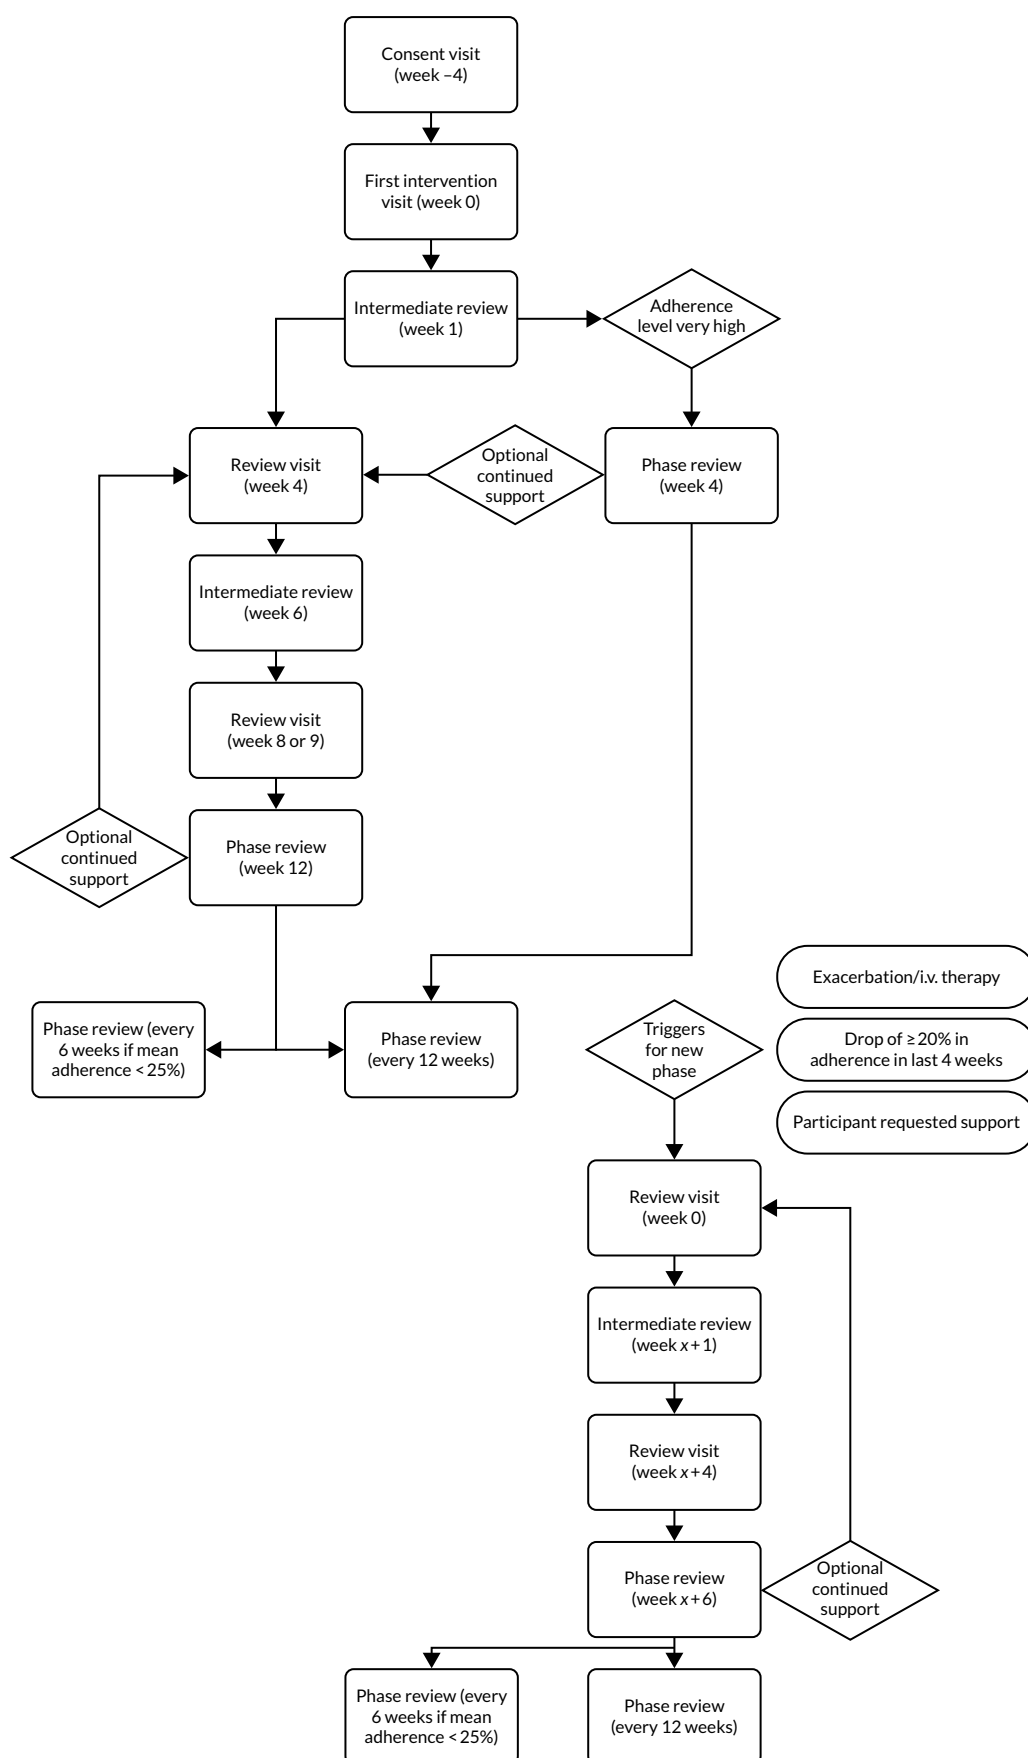 Consent visit
(week –4)
First intervention
visit (week 0)
Intermediate review
(week 1)
Adherence
level very high
Review visit
(week 4)
Optional
continued
support
Phase review
(week 4)
Intermediate review
(week 6)
Review visit
(week 8 or 9)
Optional
continued
support
Phase review
(week 12)
Phase review (every
6 weeks if mean
adherence < 25%)
Phase review
(every 12 weeks)
Triggers
for new
phase
Exacerbation/i.v. therapy
Drop of ≥ 20% in
adherence in last 4 weeks
Participant requested support
Review visit
(week 0)
Intermediate review
(week x + 1)
Review visit
(week x + 4)
Phase review
(week x + 6)
Optional
continued
support
Phase review (every
6 weeks if mean
adherence < 25%)
Phase review
(every 12 weeks)